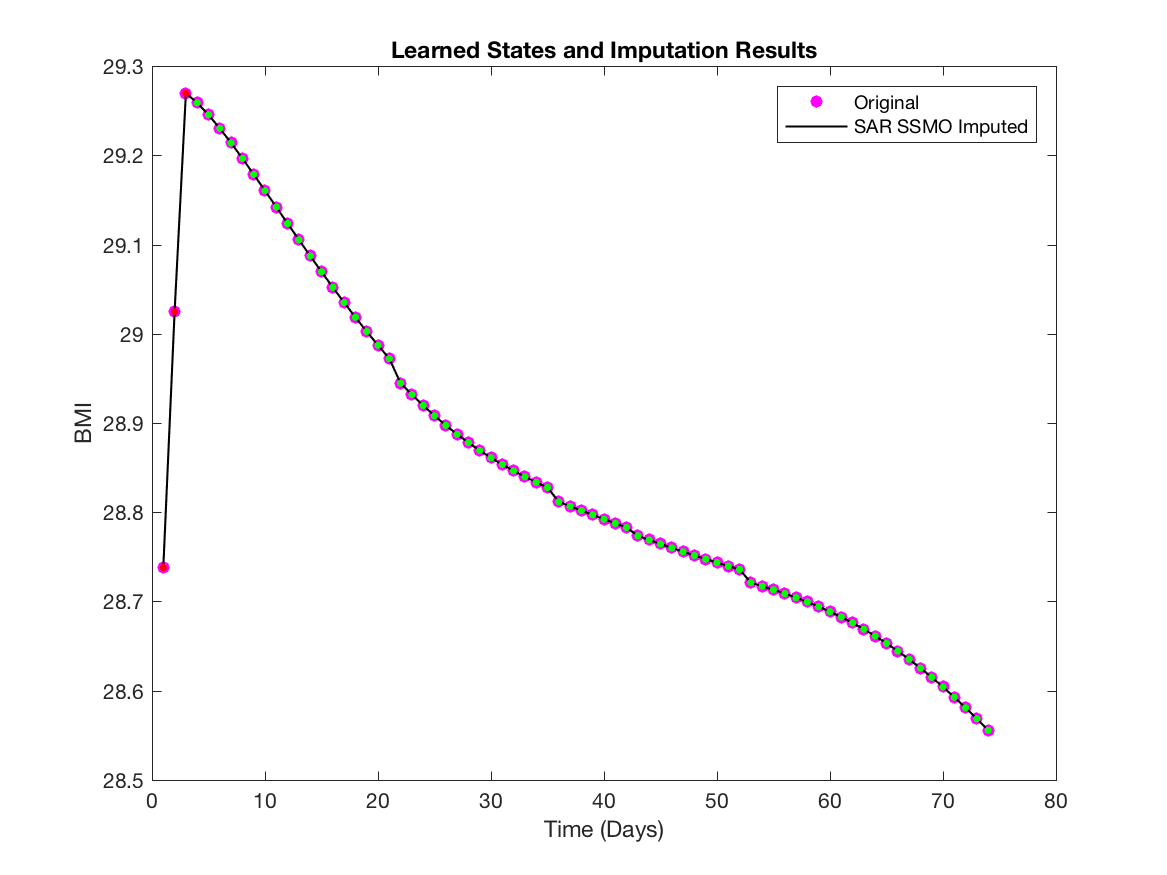 Learned States and Imputation Results
29.3
29.2
29.1
29
28.9
28.8
28.7
28.6
28.5
BMI
Original
SAR SSMO Imputed
0 10 20 30 40 50 60 70 80
Time (Days)